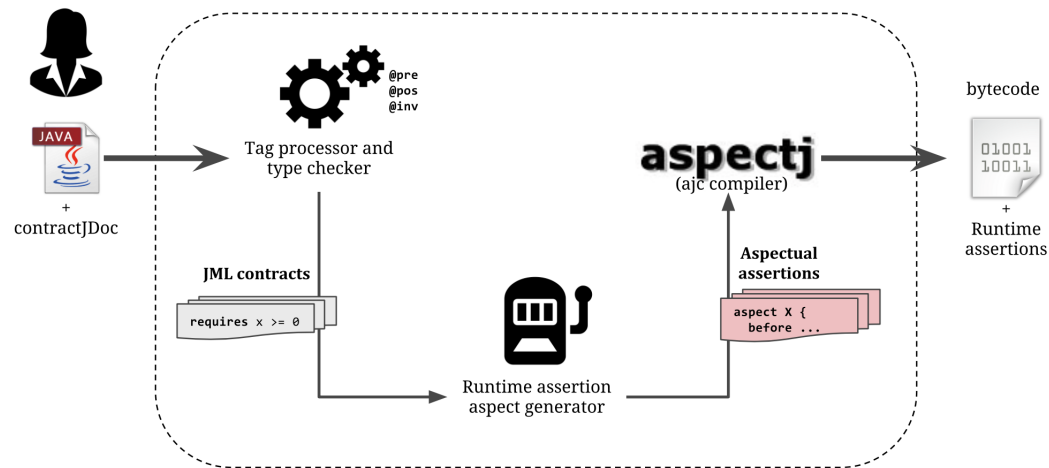 JAVA
+
contractJDoc
@pre
@pos
@inv
Tag processor and
type checker
JML contracts
requires x >= 0
Runtime assertion
aspect generator
Aspectual
assertions
aspect X {
before ...
aspectj
(ajc compiler)
bytecode
01001
10011
+
Runtime
assertions